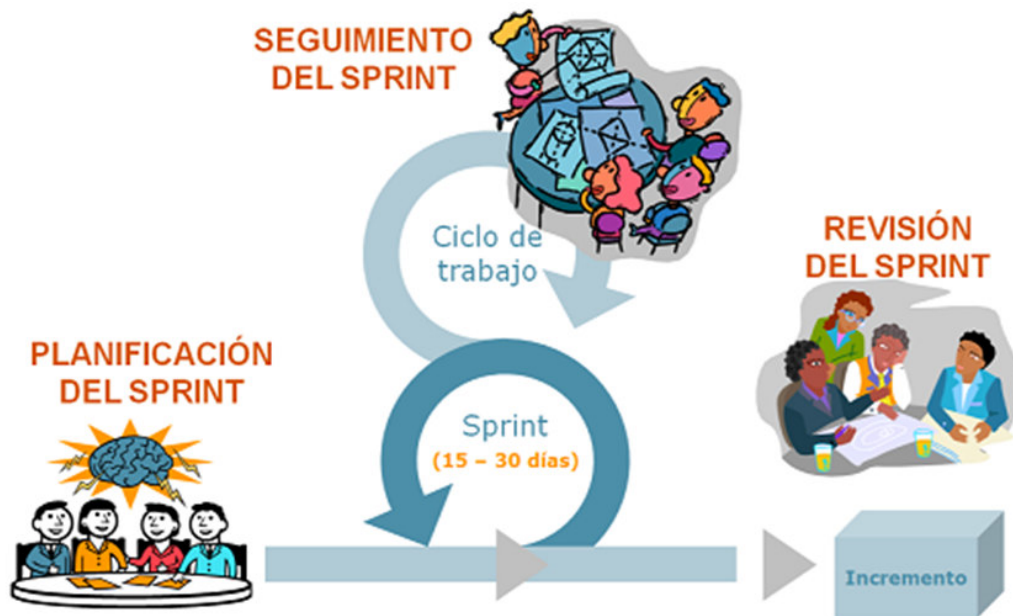 SEGUIMIENTO
DEL SPRINT
Ciclo de
trabajo
REVISIÓN
DEL SPRINT
PLANIFICACIÓN
DEL SPRINT
Sprint
(15 – 30 días)
Incremento